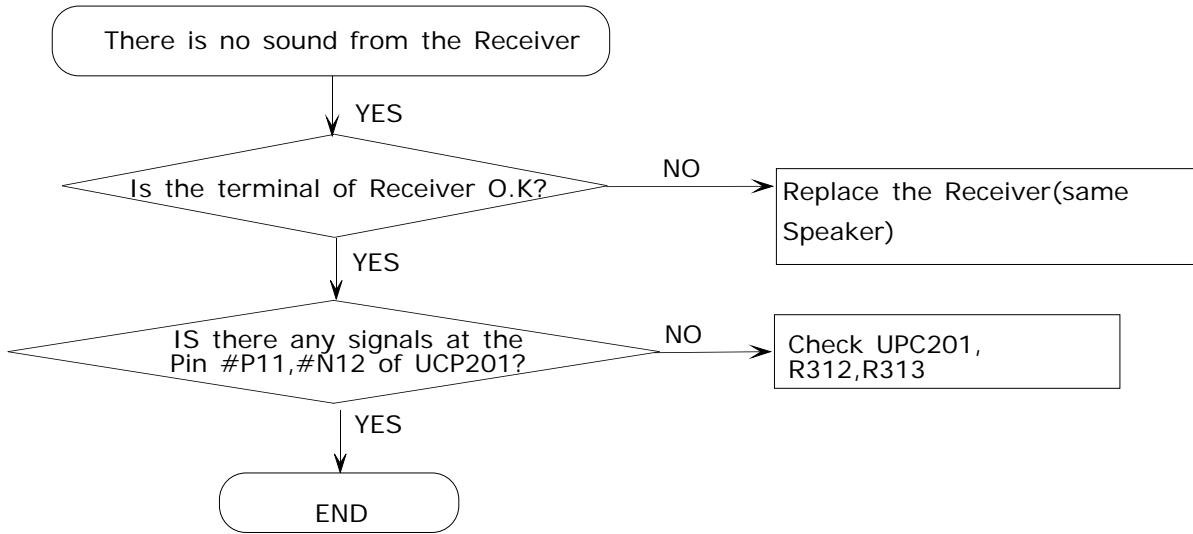 There is no sound from the Receiver
YES
Is the terminal of Receiver O.K?
NO
Replace the Receiver(same
Speaker)
YES
IS there any signals at the
Pin #P11,#N12 of UCP201?
NO
Check UPC201,
R312,R313
YES
END